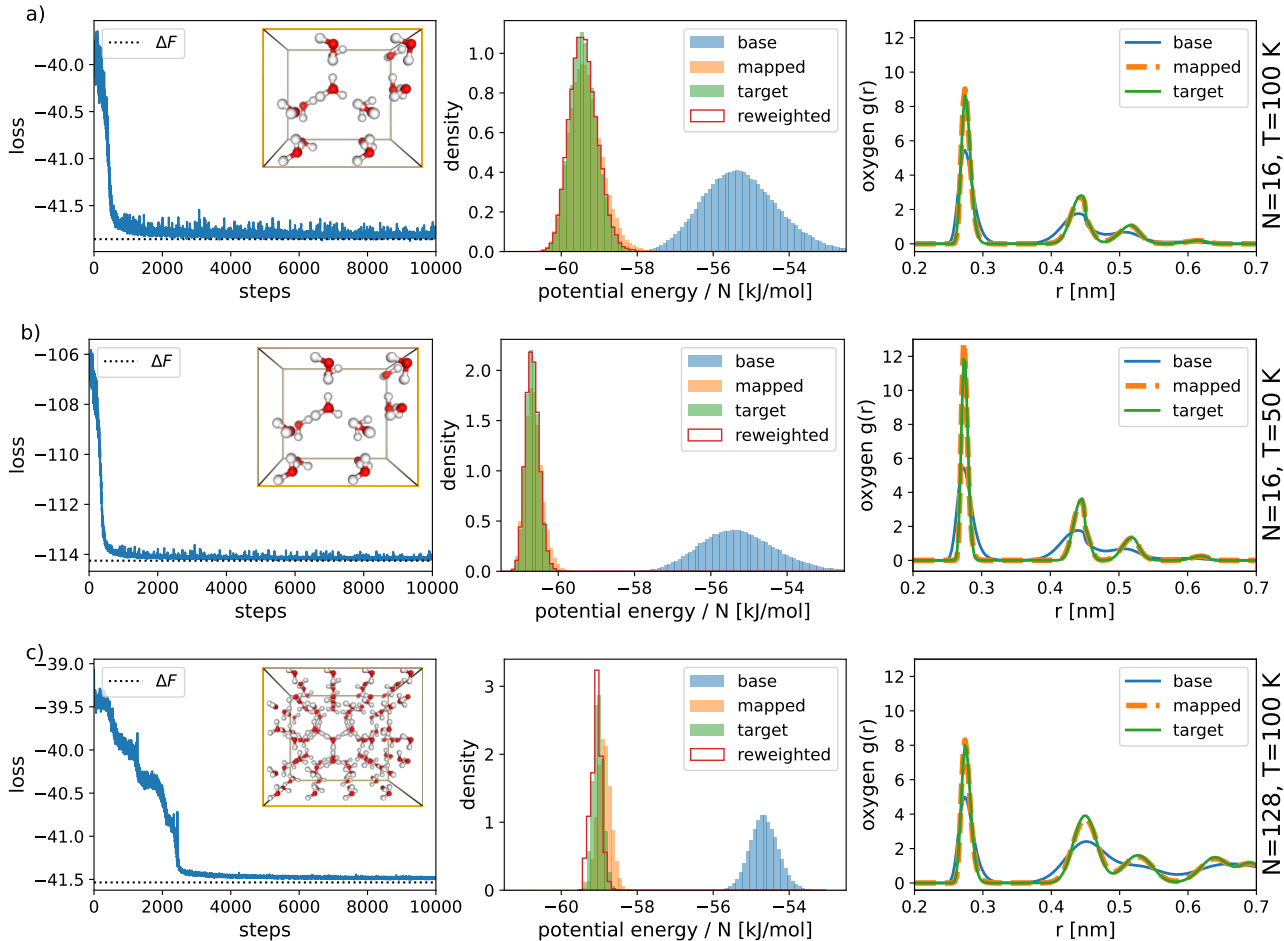 a)
ΔF
−40.0
−40.5
−41.0
−41.5
loss
0
2000
4000
6000
8000
10000
steps
base
mapped
target
reweighted
1.0
0.8
0.6
0.4
0.2
0.0
density
−60
−58
−56
−54
potential energy / N [kJ/mol]
base
mapped
target
12
10
8
6
4
2
0
oxygen g(r)
0.2
0.3
0.4
0.5
0.6
0.7
r [nm]
N=16, T=100 K
b)
ΔF
−106
−108
−110
−112
−114
loss
0
2000
4000
6000
8000
10000
steps
base
mapped
target
reweighted
2.0
1.5
1.0
0.5
0.0
density
−60
−58
−56
−54
potential energy / N [kJ/mol]
base
mapped
target
12
10
8
6
4
2
0
oxygen g(r)
0.2
0.3
0.4
0.5
0.6
0.7
r [nm]
N=16, T=50 K
c)
ΔF
−39.0
−39.5
−40.0
−40.5
−41.0
−41.5
loss
0
2000
4000
6000
8000
10000
steps
base
mapped
target
reweighted
3
2
1
0
density
−60
−58
−56
−54
potential energy / N [kJ/mol]
base
mapped
target
12
10
8
6
4
2
0
oxygen g(r)
0.2
0.3
0.4
0.5
0.6
0.7
r [nm]
N=128, T=100 K